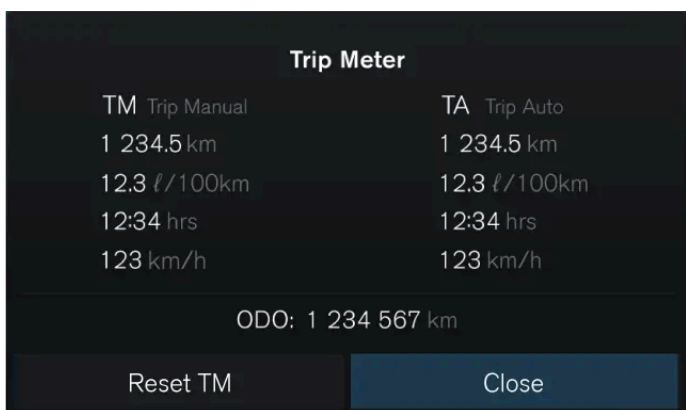 Trip Meter
TM Trip Manual TA Trip Auto
1 234.5 km 1 234.5 km
12.3 ℓ/100km 12.3 ℓ/100km
12:34 hrs 12:34 hrs
123 km/h 123 km/h
ODO: 1 234 567 km
Reset TM Close